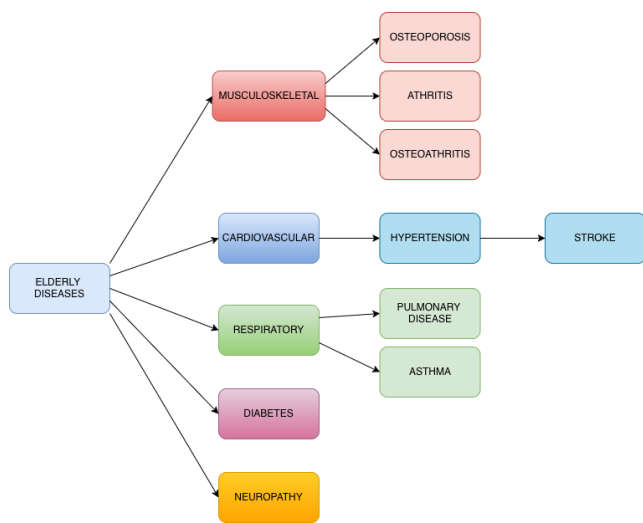 OSTEOPOROSIS
MUSCULOSKELETAL
ATHRITIS
OSTEOATHRITIS
CARDIOVASCULAR
HYPERTENSION
STROKE
ELDERLY
DISEASES
PULMONARY
DISEASE
RESPIRATORY
ASTHMA
DIABETES
NEUROPATHY